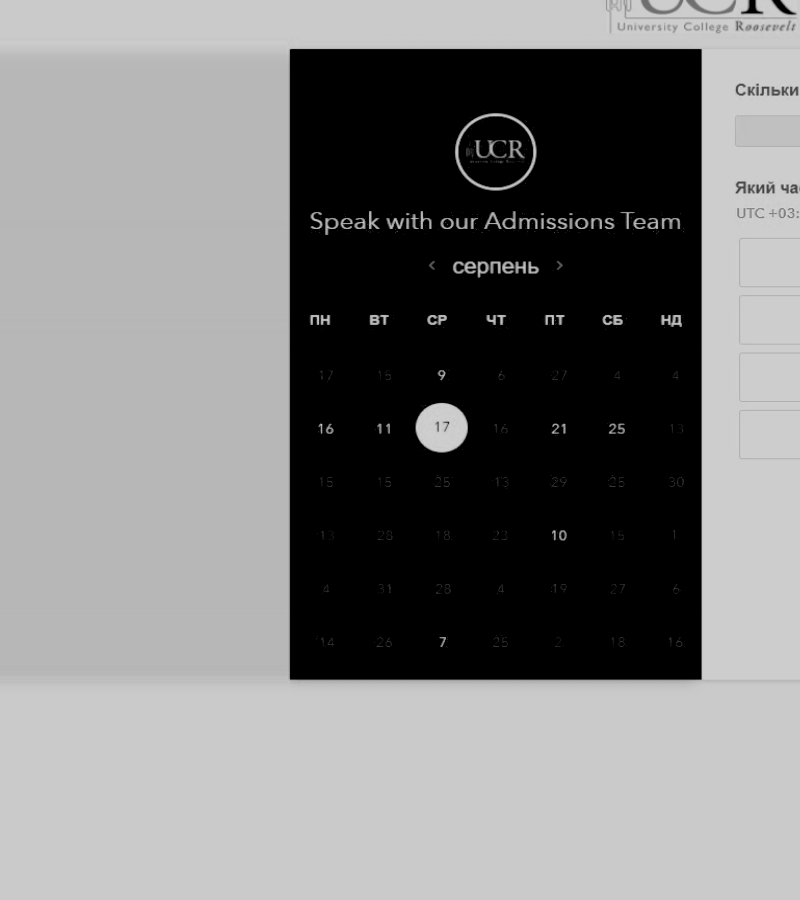 UCR
University College Roosevelt
UCR
Speak with our Admissions Team
< серпень >
ПН ВТ СР ЧТ ПТ СБ НД
17 15 9 6 27 4 4
16 11 17 16 21 25 13
15 15 25 13 29 25 30
13 28 18 23 10 15 1
4 31 28 4 19 27 6
14 26 7 25 2 18 16
Скільки
Який ча
UTC +03: